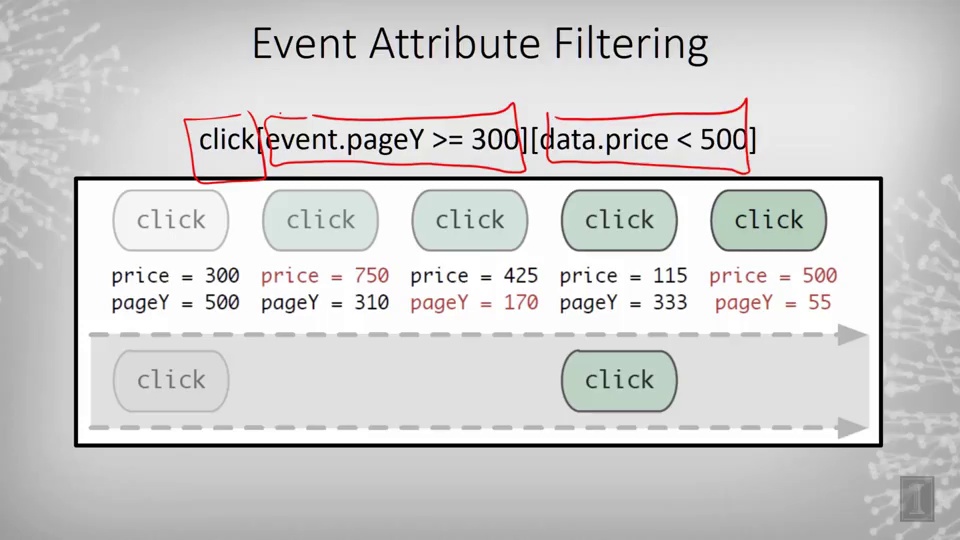 Event Attribute Filtering
click[event.pageY >= 300][data.price < 500]
click click click click click
price = 300 price = 750 price = 425 price = 115 price = 500
pageY = 500 pageY = 310 pageY = 170 pageY = 333 pageY = 55
click click
I